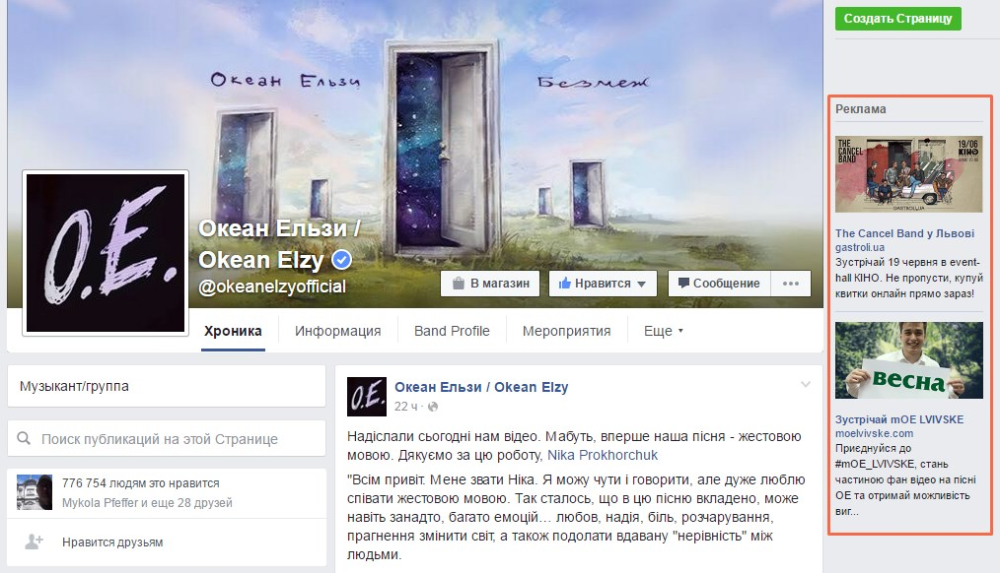 Океан Ельзи
Безмеж
O.E.
Океан Ельзи /
Okean Elzy
@okeanelzyofficial
В магазин
Нравится
Сообщение
Хроника
Информация
Band Profile
Мероприятия
Еще
Музыкант/группа
Поиск публикаций на этой Странице
776 754 людям это нравится
Mykola Pfeffer и еще 28 друзей
Нравится друзьям
O.E.
Океан Ельзи / Okean Elzy
22 ч ·
Надіслали сьогодні нам відео. Мабуть, вперше наша пісня - жестовою
мовою. Дякуємо за цю роботу, Nika Prokhorchuk
"Всім привіт. Мене звати Ніка. Я можу чути і говорити, але дуже люблю
співати жестовою мовою. Так сталось, що в цю пісню вкладено, може
навіть занадто, багато емоцій… любов, надія, біль, розчарування,
прагнення змінити світ, а також подолати вдавану "нерівність" між
людьми.
Создать Страницу
Реклама
THE
CANCEL
BAND
19/06
КІНО
GASTROLI.UA
The Cancel Band у Львові
gastroli.ua
Зустрічай 19 червня в event-
hall КІНО. Не пропусти, купуй
квитки онлайн прямо зараз!
весна
Зустрічай mOE LVIVSKE
moelvivske.com
Приєднуйся до
#mOE_LVIVSKE, стань
частиною фан відео на пісні
ОЕ та отримай можливість
виг...